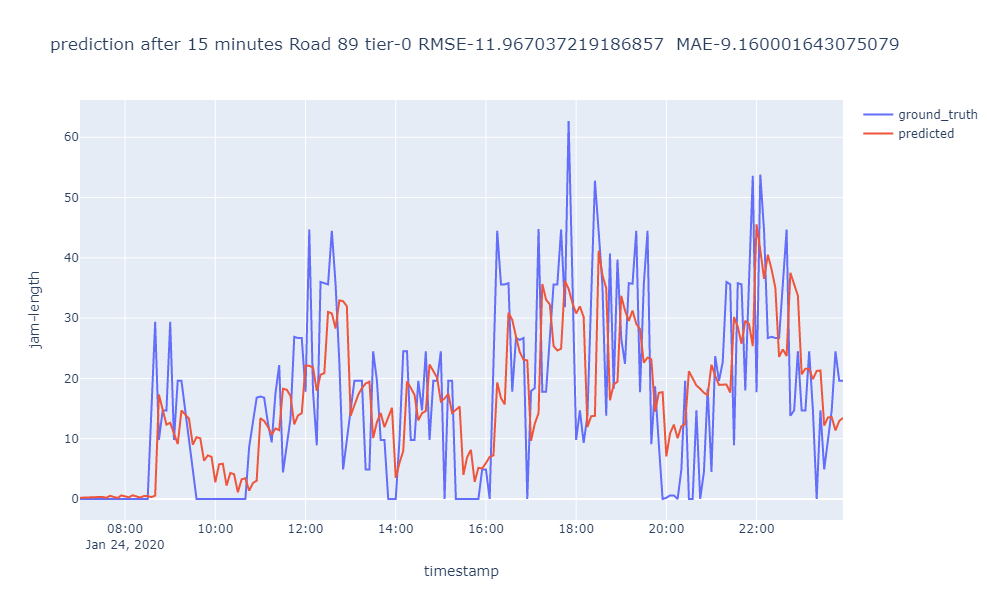 prediction after 15 minutes Road 89 tier-0 RMSE-11.967037219186857  MAE-9.160001643075079
ground_truth
predicted
60
50
40
30
20
10
0
jam-length
08:00 10:00 12:00 14:00 16:00 18:00 20:00 22:00
Jan 24, 2020
timestamp